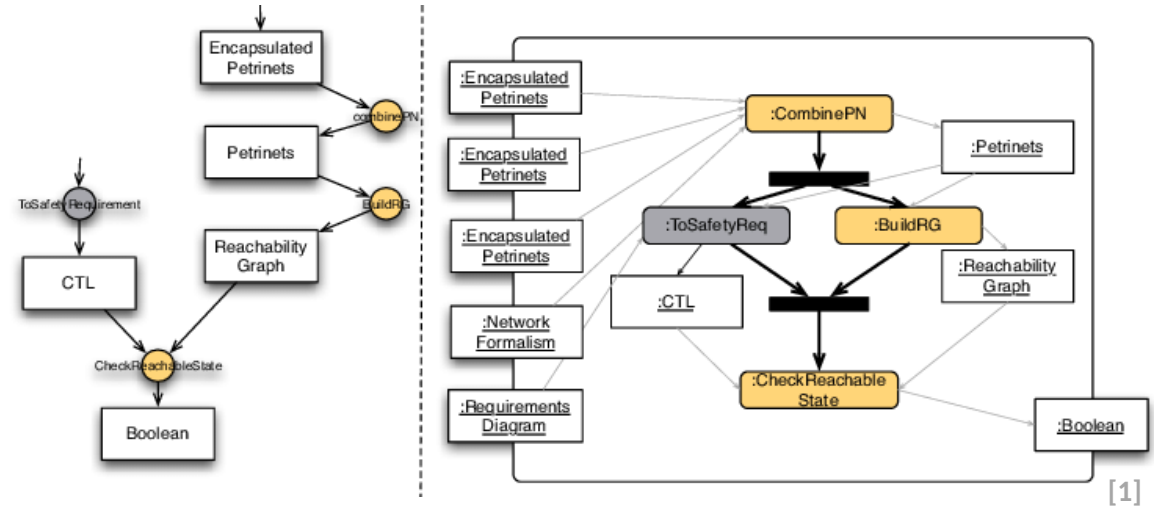 Encapsulated
Petrinets
combinePN
Petrinets
BuildRG
ToSafetyRequirement
Reachability
Graph
CTL
CheckReachableState
Boolean
:Encapsulated
Petrinets
:Encapsulated
Petrinets
:Encapsulated
Petrinets
:Network
Formalism
:Requirements
Diagram
:CombinePN
:Petrinets
:ToSafetyReq
:BuildRG
:Reachability
Graph
:CTL
:CheckReachable
State
:Boolean
[1]